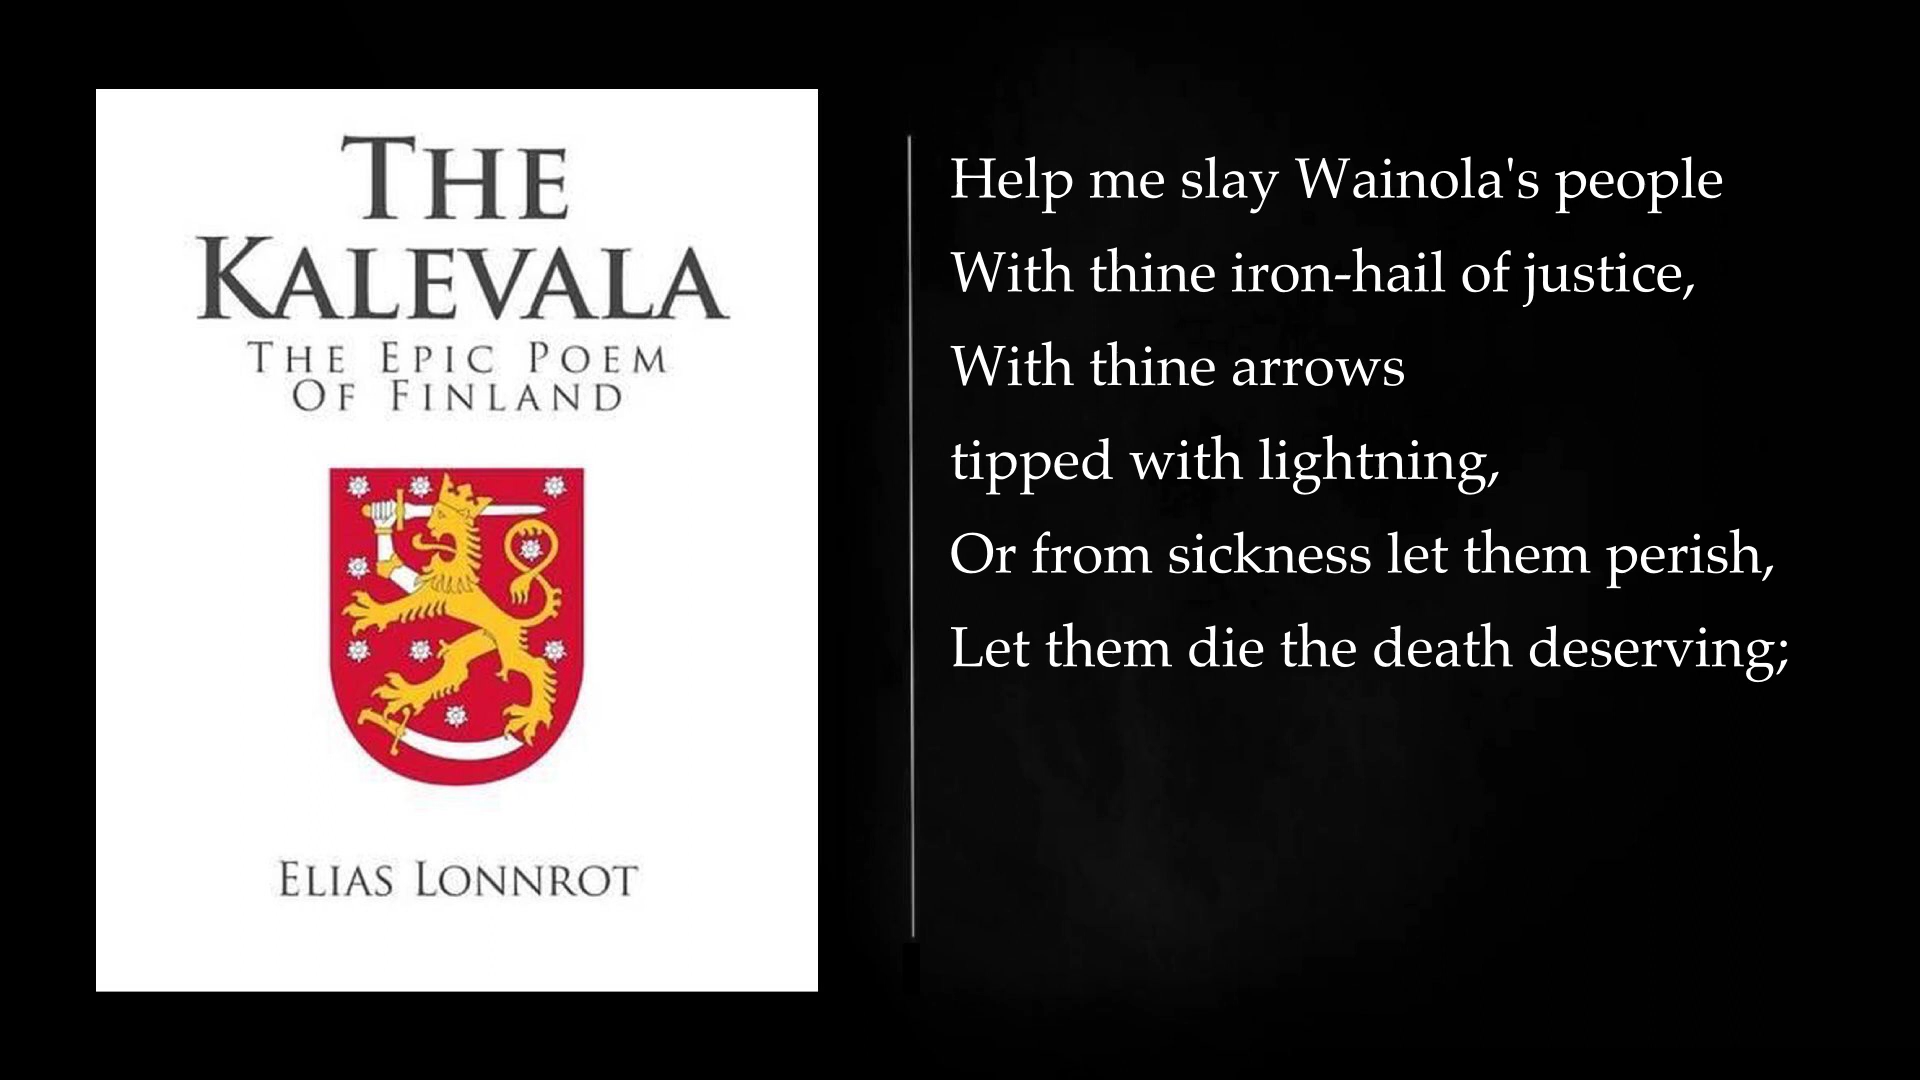 THE
KALEVALA
THE EPIC POEM
OF FINLAND
ELIAS LONNROT
Help me slay Wainola's people
With thine iron-hail of justice,
With thine arrows
tipped with lightning,
Or from sickness let them perish,
Let them die the death deserving;